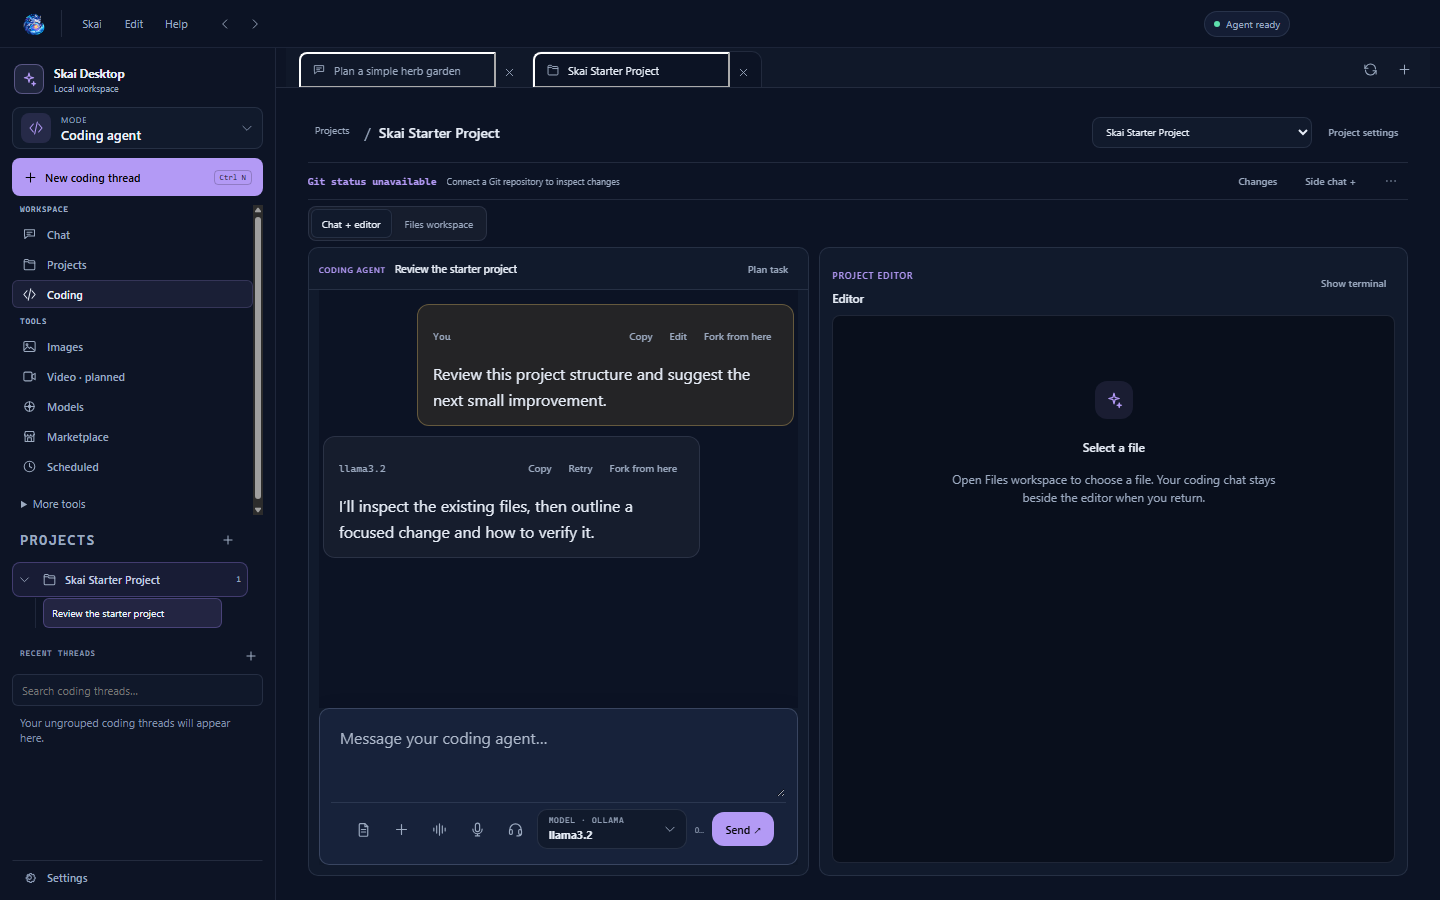 Skai
Edit
Help
Agent ready
Skai Desktop
Local workspace
MODE
Coding agent
New coding thread
Ctrl N
WORKSPACE
Chat
Projects
Coding
TOOLS
Images
Video · planned
Models
Marketplace
Scheduled
More tools
PROJECTS
Skai Starter Project
1
Review the starter project
RECENT THREADS
Search coding threads...
Your ungrouped coding threads will appear
here.
Settings
Plan a simple herb garden
Skai Starter Project
Projects / Skai Starter Project
Skai Starter Project
Project settings
Git status unavailable
Connect a Git repository to inspect changes
Changes
Side chat +
Chat + editor
Files workspace
CODING AGENT
Review the starter project
Plan task
You
Copy
Edit
Fork from here
Review this project structure and suggest the
next small improvement.
llama3.2
Copy
Retry
Fork from here
I'll inspect the existing files, then outline a
focused change and how to verify it.
Message your coding agent...
MODEL · OLLAMA
llama3.2
Send ↗
PROJECT EDITOR
Editor
Show terminal
Select a file
Open Files workspace to choose a file. Your coding chat stays
beside the editor when you return.